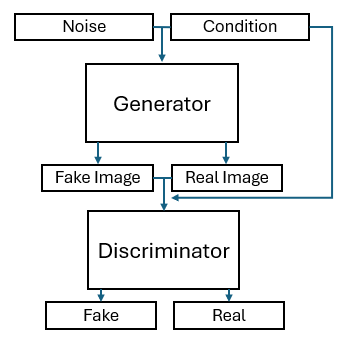 Noise
Condition
Generator
Fake Image
Real Image
Discriminator
Fake
Real